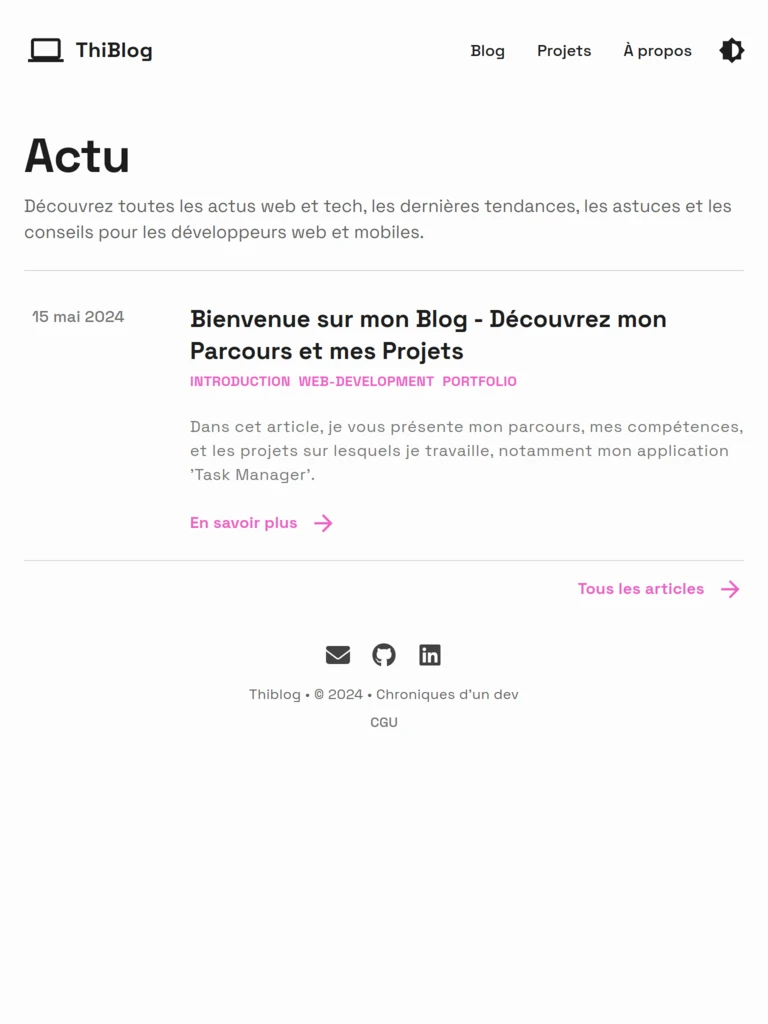 ThiBlog
Blog
Projets
À propos
Actu
Découvrez toutes les actus web et tech, les dernières tendances, les astuces et les
conseils pour les développeurs web et mobiles.
15 mai 2024
Bienvenue sur mon Blog - Découvrez mon
Parcours et mes Projets
INTRODUCTION WEB-DEVELOPMENT PORTFOLIO
Dans cet article, je vous présente mon parcours, mes compétences,
et les projets sur lesquels je travaille, notamment mon application
'Task Manager'.
En savoir plus
Tous les articles
Thiblog • © 2024 • Chroniques d'un dev
CGU